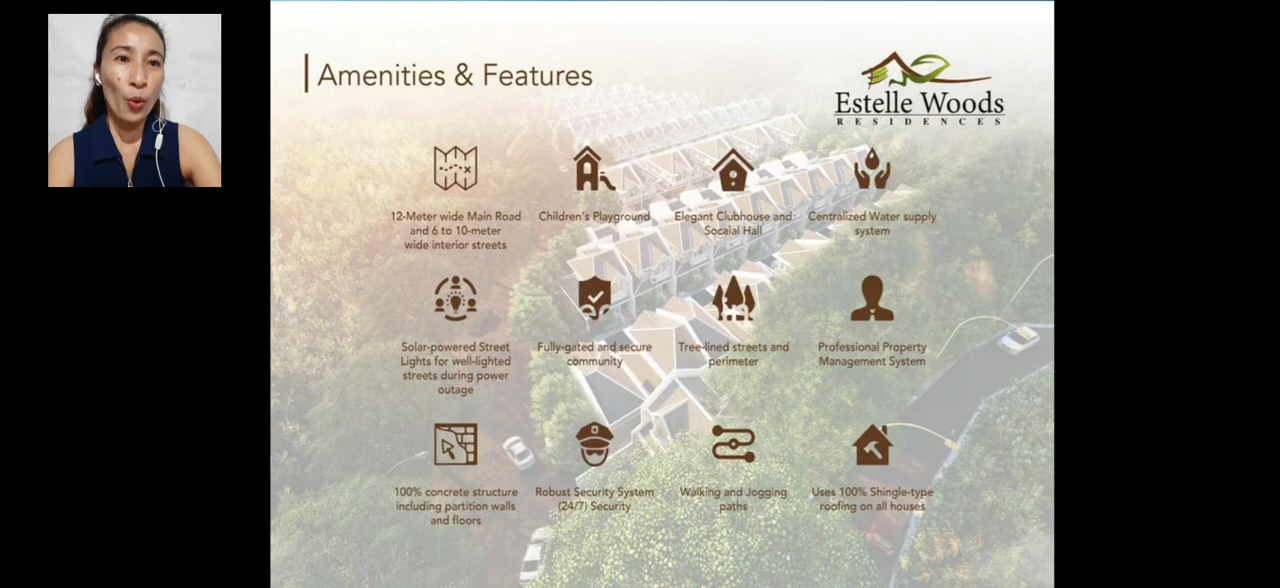 Amenities & Features
Estelle Woods
RESIDENCES
12-Meter wide Main Road
and 6 to 10-meter
wide interior streets
Children's Playground
Elegant Clubhouse and
Socaial Hall
Centralized Water supply
system
Solar-powered Street
Lights for well-lighted
streets during power
outage
Fully-gated and secure
community
Tree-lined streets and
perimeter
Professional Property
Management System
100% concrete structure
including partition walls
and floors
Robust Security System
(24/7) Security
Walking and Jogging
paths
Uses 100% Shingle-type
roofing on all houses